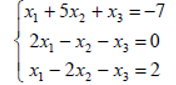 x₁ + 5x₂ + x₃ = −7
2x₁ − x₂ − x₃ = 0
x₁ − 2x₂ − x₃ = 2